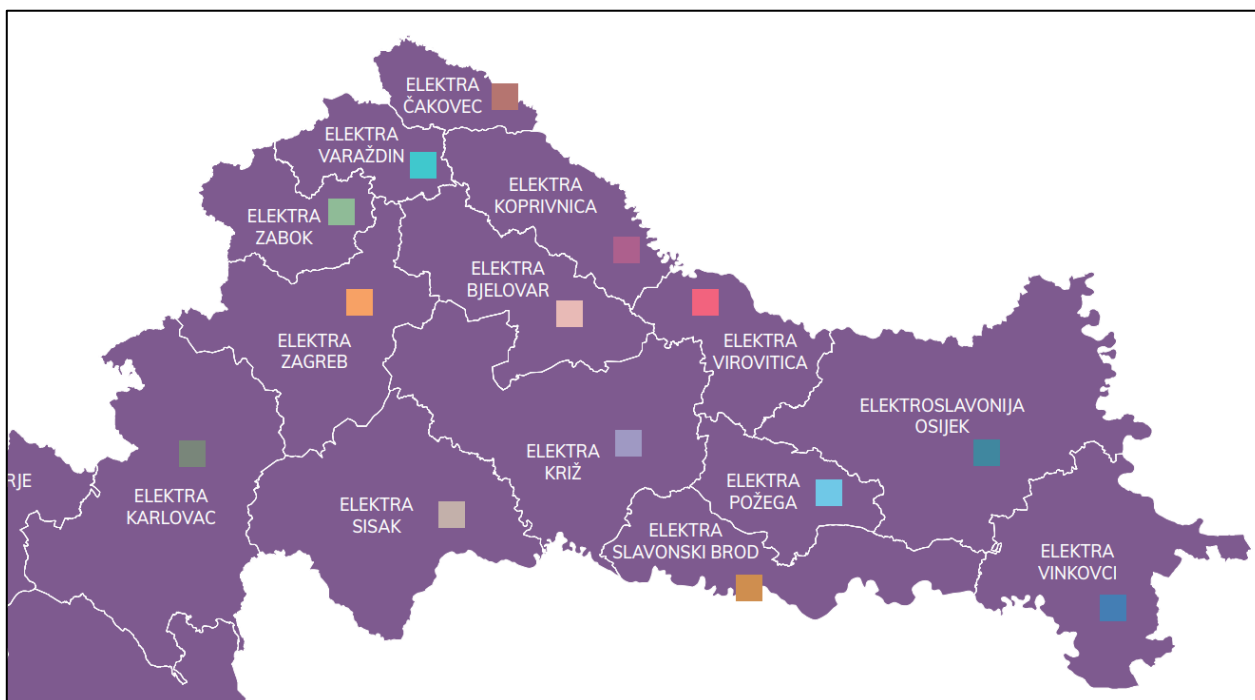 ELEKTRA
ČAKOVEC
ELEKTRA
VARAŽDIN
ELEKTRA
KOPRIVNICA
ELEKTRA
ZABOK
ELEKTRA
BJELOVAR
ELEKTRA
ZAGREB
ELEKTRA
VIROVITICA
ELEKTROSLAVONIJA
OSIJEK
ELEKTRA
KRIŽ
ELEKTRA
POŽEGA
RJE
ELEKTRA
KARLOVAC
ELEKTRA
SISAK
ELEKTRA
SLAVONSKI BROD
ELEKTRA
VINKOVCI